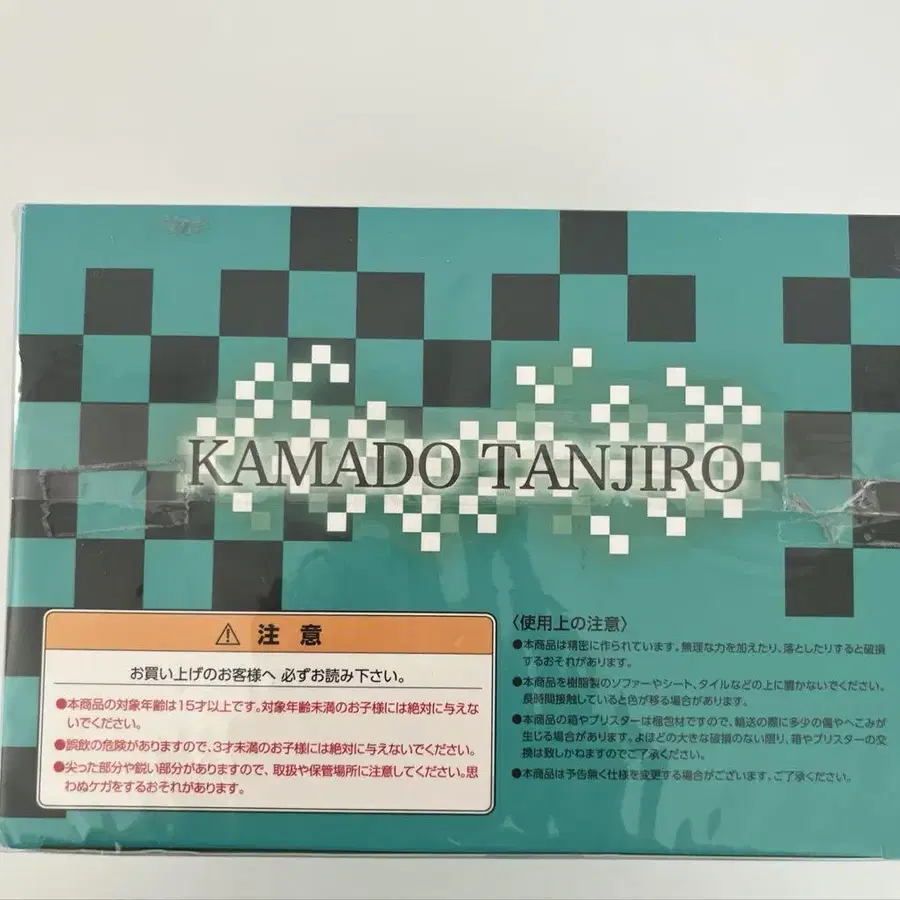 KAMADO TANJIRO
⚠ 注 意
お買い上げのお客様へ 必ずお読み下さい。
●本商品の対象年齢は15才以上です。対象年齢未満のお子様には絶対に与えな
いでください。
●誤飲の危険がありますので、3才未満のお子様には絶対に与えないでください。
●尖った部分や鋭い部分がありますので、取扱や保管場所に注意してください。思
わぬケガをするおそれがあります。
〈使用上の注意〉
●本商品は精密に作られています。無理な力を加えたり、落としたりすると破損
するおそれがあります。
●本商品を樹脂製のソファーやシート、タイルなどの上に置かないでください。
長時間接触していると色が移る場合があります。
●本商品の箱やブリスターは梱包材ですので、輸送の際に多少の傷やへこみが
生じる場合があります。よほどの大きな破損のない限り、箱やブリスターの交
換は致しかねますのでご了承ください。
●本商品は予告無く仕様を変更する場合がございます。ご了承ください。